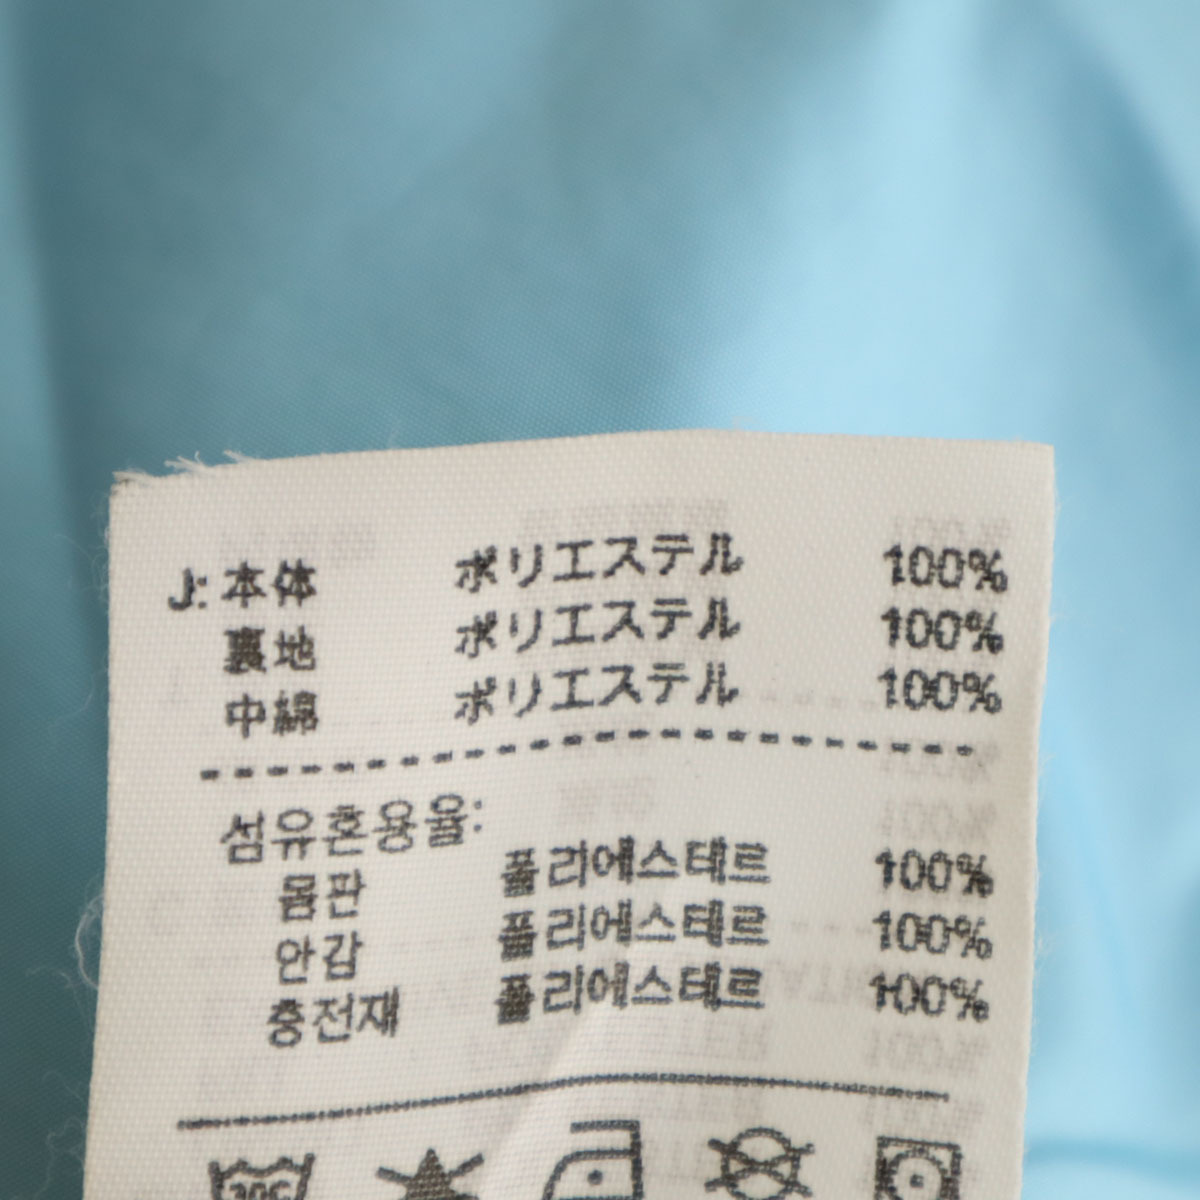 J: 本体 ポリエステル 100%
裏地 ポリエステル 100%
中綿 ポリエステル 100%
섬유혼용율:
몸판 폴리에스테르 100%
안감 폴리에스테르 100%
충전재 폴리에스테르 100%
30C